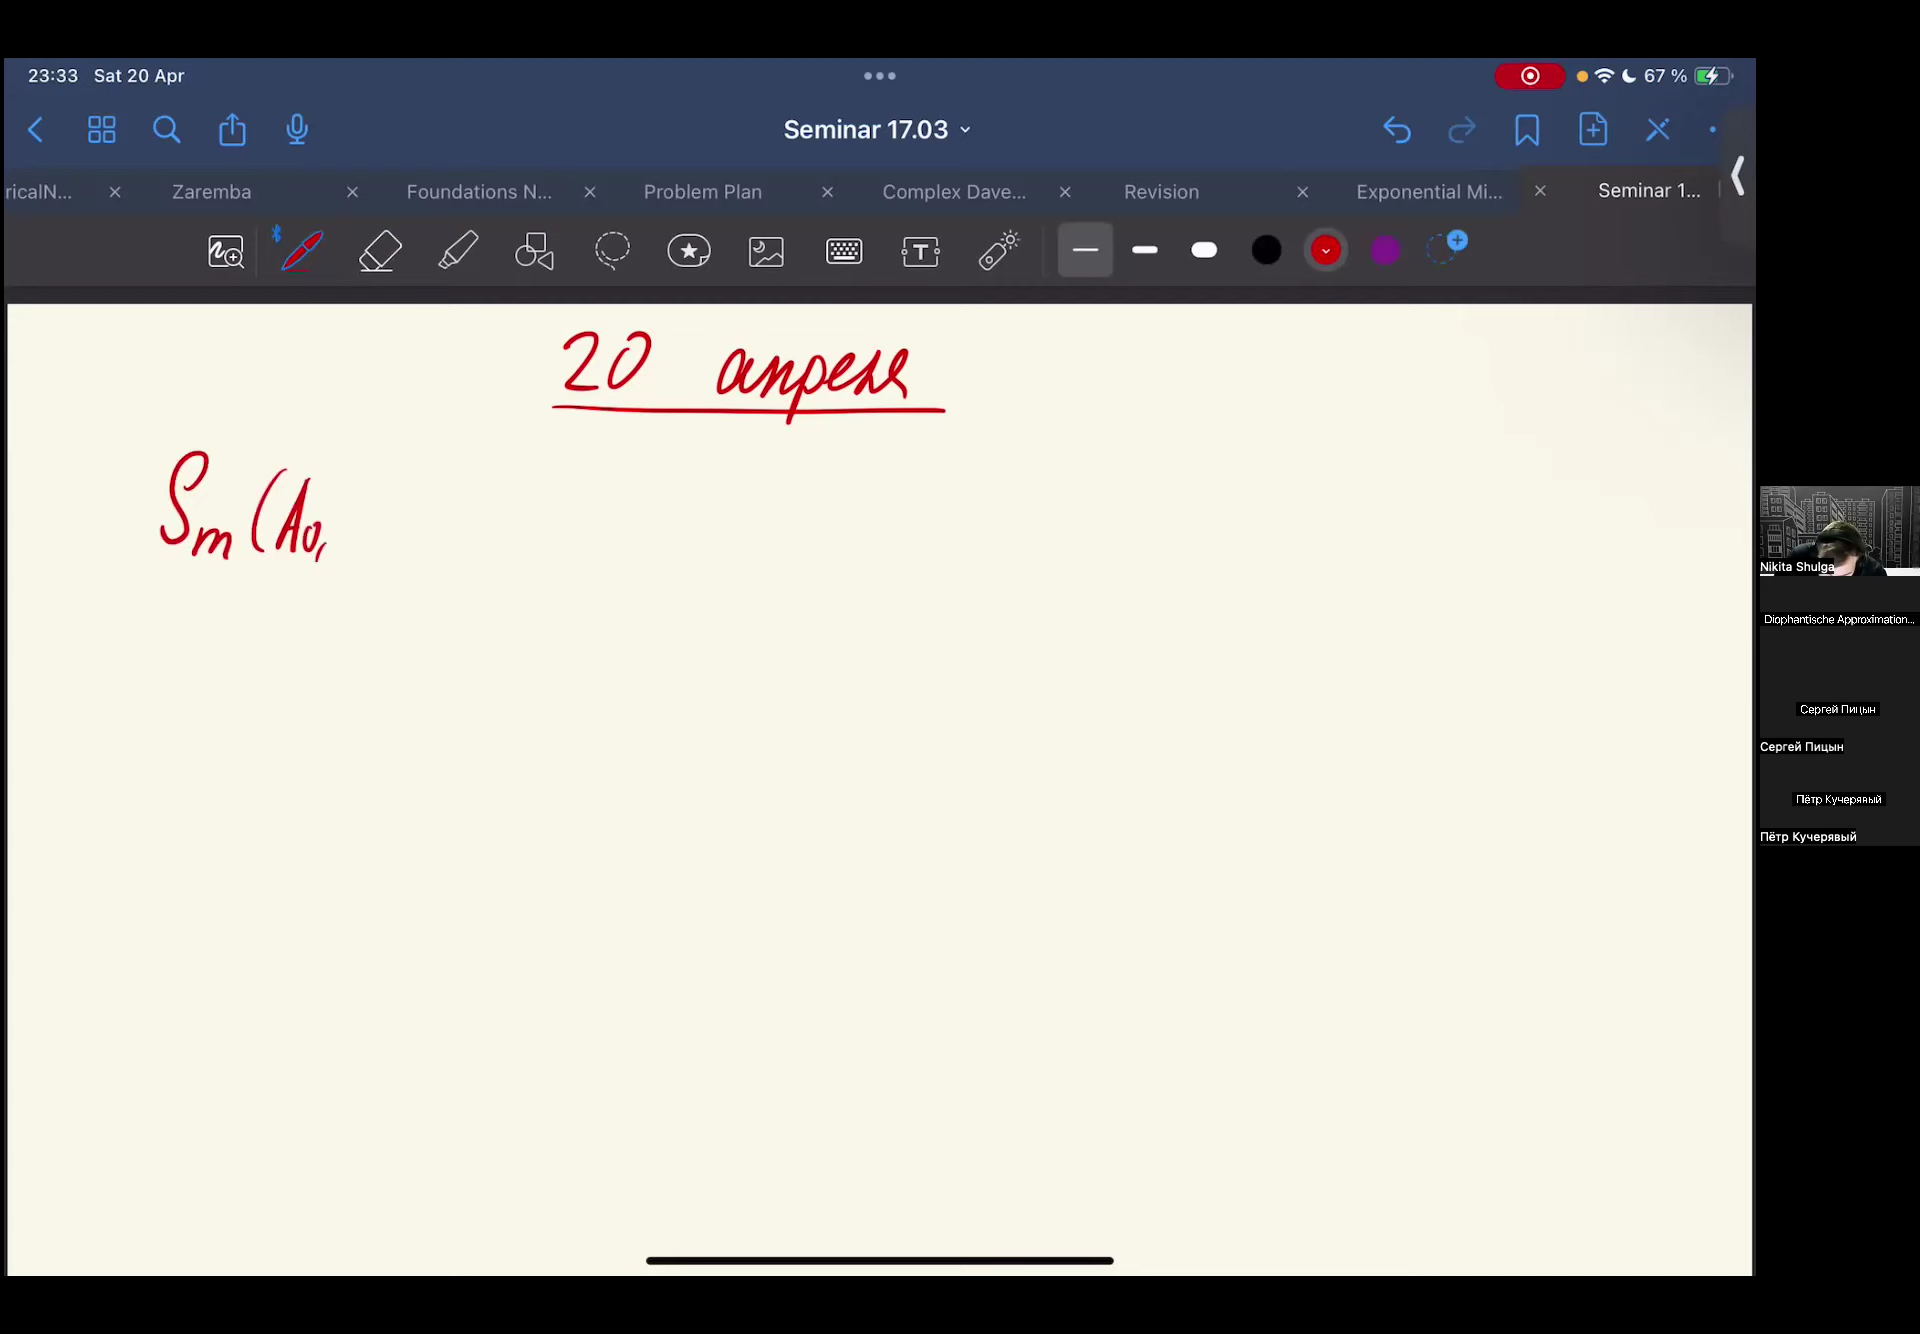 23:33 Sat 20 Apr 67 %
Seminar 17.03
ricalN... Zaremba Foundations N... Problem Plan Complex Dave... Revision Exponential Mi... Seminar 1...
20 апреля
Sm (A0,
Nikita Shulga
Diophantische Approximation...
Сергей Пицын
Сергей Пицын
Пётр Кучерявый
Пётр Кучерявый